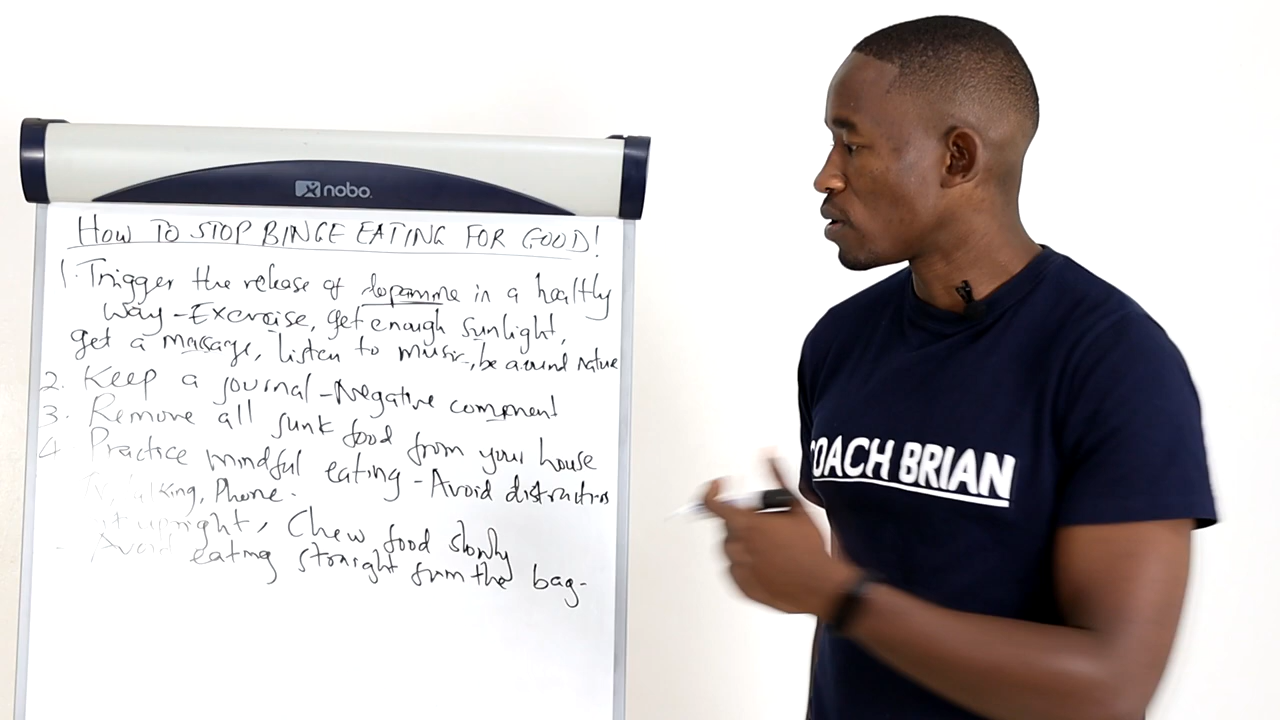 nobo
HOW TO STOP BINGE EATING FOR GOOD!
1. Trigger the release of dopamine in a healthy
way - Exercise, get enough sunlight,
get a massage, listen to music, be around nature
2. Keep a journal - Negative component
3. Remove all junk food from your house
4 Practice mindful eating - Avoid distractions
Phone.
Chew food slowly
- Avoid eating straight from the bag-
COACH BRIAN